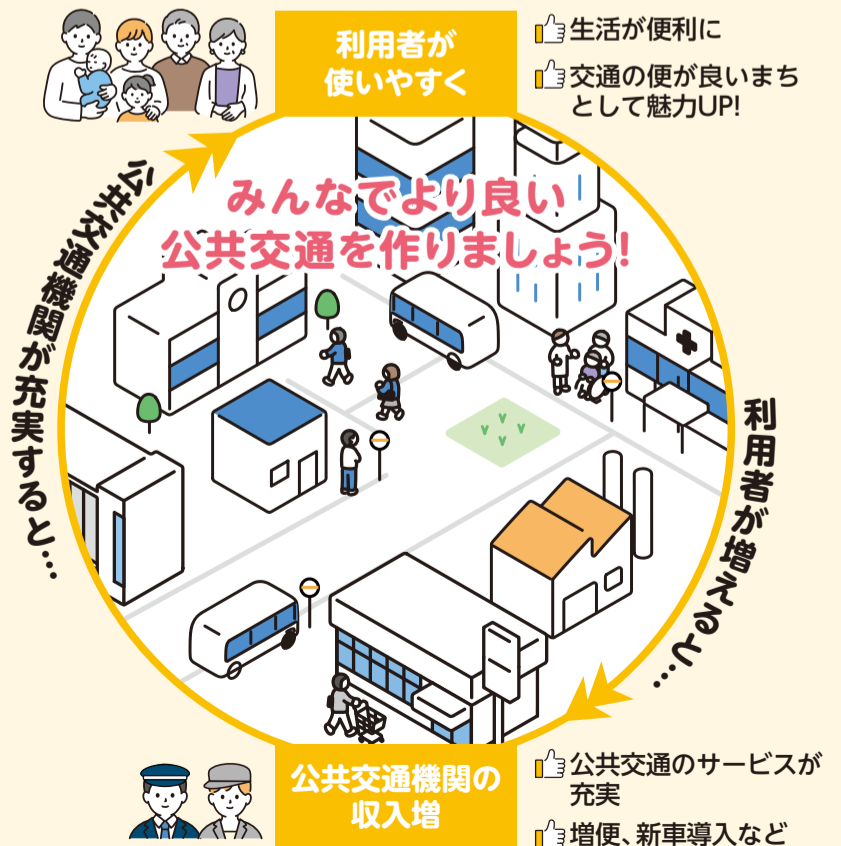 利用者が
使いやすく
生活が便利に
交通の便が良いまち
として魅力UP!
みんなでより良い
公共交通を作りましょう!
利用者が増えると…
公共交通機関の
収入増
公共交通のサービスが
充実
増便、新車導入など
公共交通機関が充実すると…